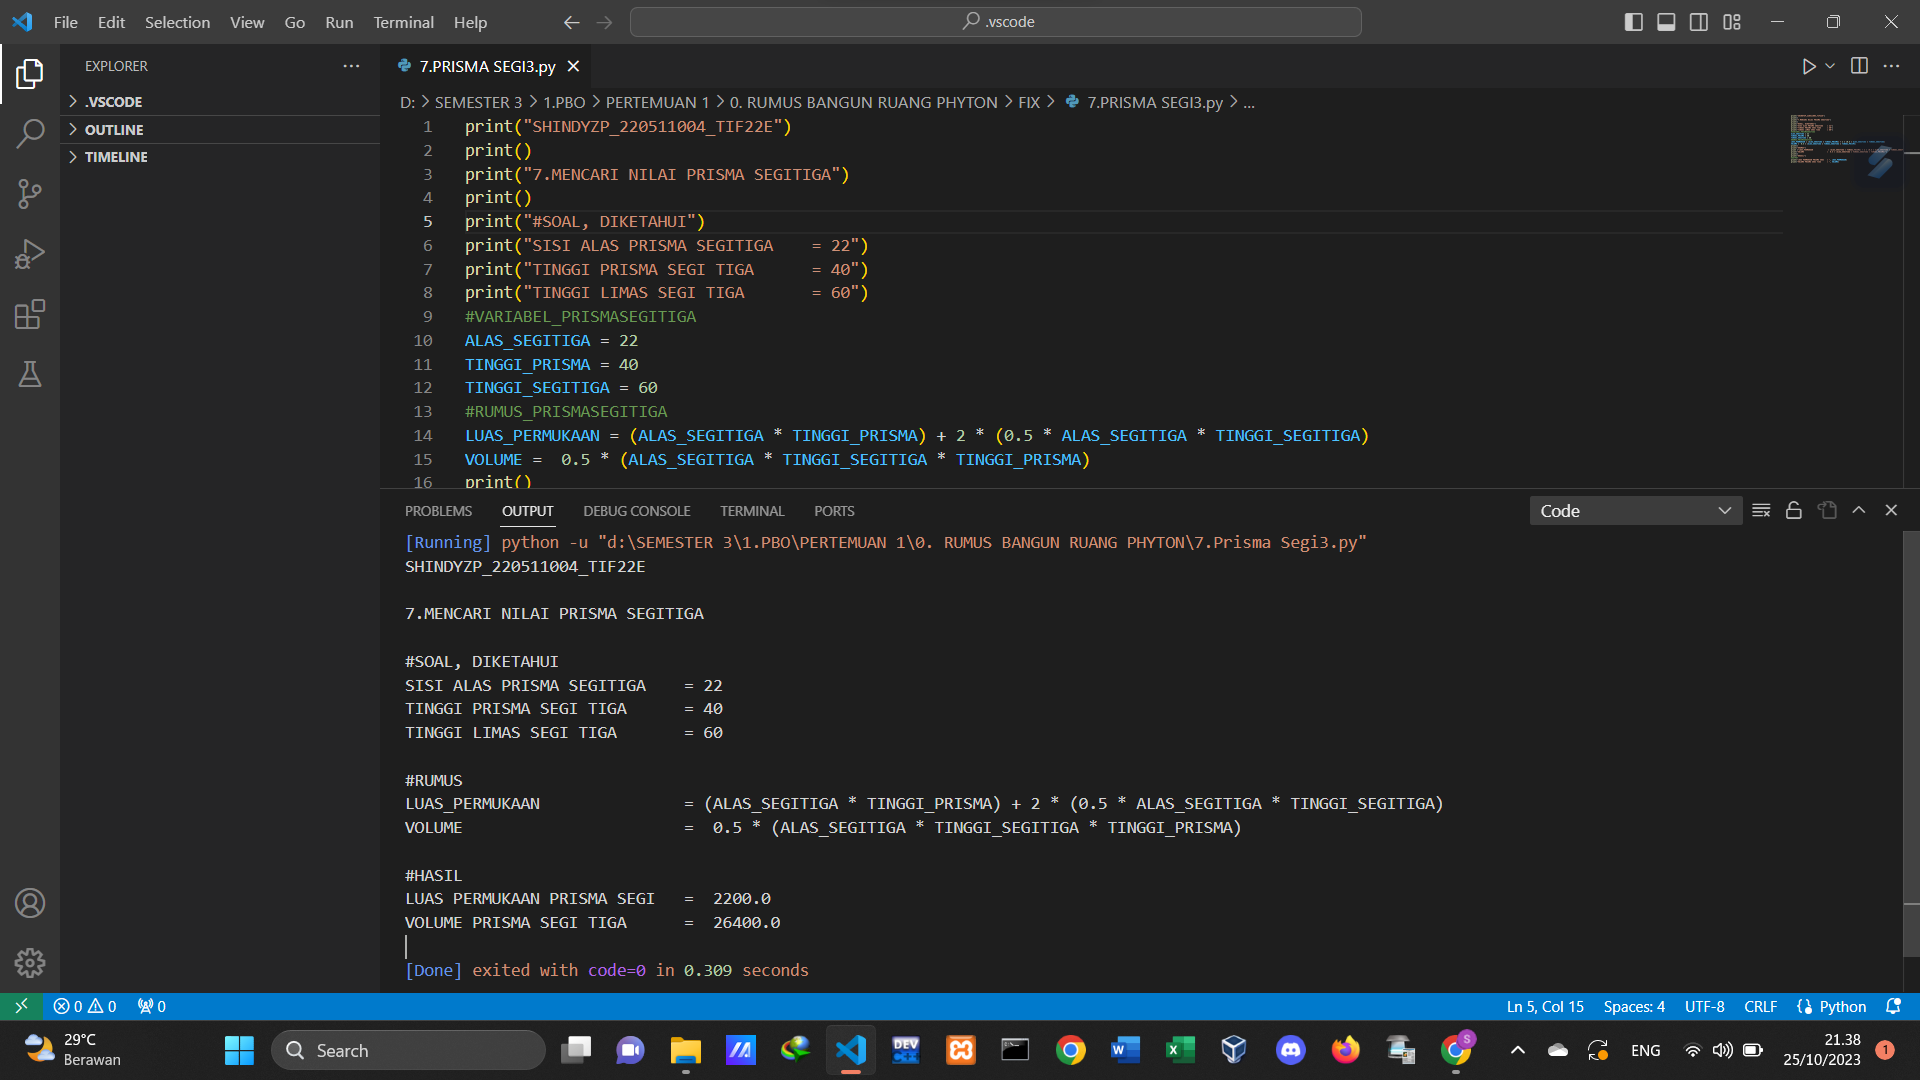 File Edit Selection View Go Run Terminal Help
.vscode
EXPLORER
7.PRISMA SEGI3.py
.VSCODE
OUTLINE
TIMELINE
D: > SEMESTER 3 > 1.PBO > PERTEMUAN 1 > 0. RUMUS BANGUN RUANG PHYTON > FIX > 7.PRISMA SEGI3.py > ...
1 print("SHINDYZP_220511004_TIF22E")
2 print()
3 print("7.MENCARI NILAI PRISMA SEGITIGA")
4 print()
5 print("#SOAL, DIKETAHUI")
6 print("SISI ALAS PRISMA SEGITIGA    = 22")
7 print("TINGGI PRISMA SEGI TIGA      = 40")
8 print("TINGGI LIMAS SEGI TIGA       = 60")
9 #VARIABEL_PRISMASEGITIGA
10 ALAS_SEGITIGA = 22
11 TINGGI_PRISMA = 40
12 TINGGI_SEGITIGA = 60
13 #RUMUS_PRISMASEGITIGA
14 LUAS_PERMUKAAN = (ALAS_SEGITIGA * TINGGI_PRISMA) + 2 * (0.5 * ALAS_SEGITIGA * TINGGI_SEGITIGA)
15 VOLUME =  0.5 * (ALAS_SEGITIGA * TINGGI_SEGITIGA * TINGGI_PRISMA)
16 print()
PROBLEMS OUTPUT DEBUG CONSOLE TERMINAL PORTS
Code
[Running] python -u "d:\SEMESTER 3\1.PBO\PERTEMUAN 1\0. RUMUS BANGUN RUANG PHYTON\7.Prisma Segi3.py"
SHINDYZP_220511004_TIF22E
7.MENCARI NILAI PRISMA SEGITIGA
#SOAL, DIKETAHUI
SISI ALAS PRISMA SEGITIGA    = 22
TINGGI PRISMA SEGI TIGA      = 40
TINGGI LIMAS SEGI TIGA       = 60
#RUMUS
LUAS_PERMUKAAN               = (ALAS_SEGITIGA * TINGGI_PRISMA) + 2 * (0.5 * ALAS_SEGITIGA * TINGGI_SEGITIGA)
VOLUME                       =  0.5 * (ALAS_SEGITIGA * TINGGI_SEGITIGA * TINGGI_PRISMA)
#HASIL
LUAS PERMUKAAN PRISMA SEGI   =  2200.0
VOLUME PRISMA SEGI TIGA      =  26400.0
[Done] exited with code=0 in 0.309 seconds
0 0 0
Ln 5, Col 15 Spaces: 4 UTF-8 CRLF Python
29°C
Berawan
Search
DEV
C++
S
ENG
21.38
25/10/2023
1